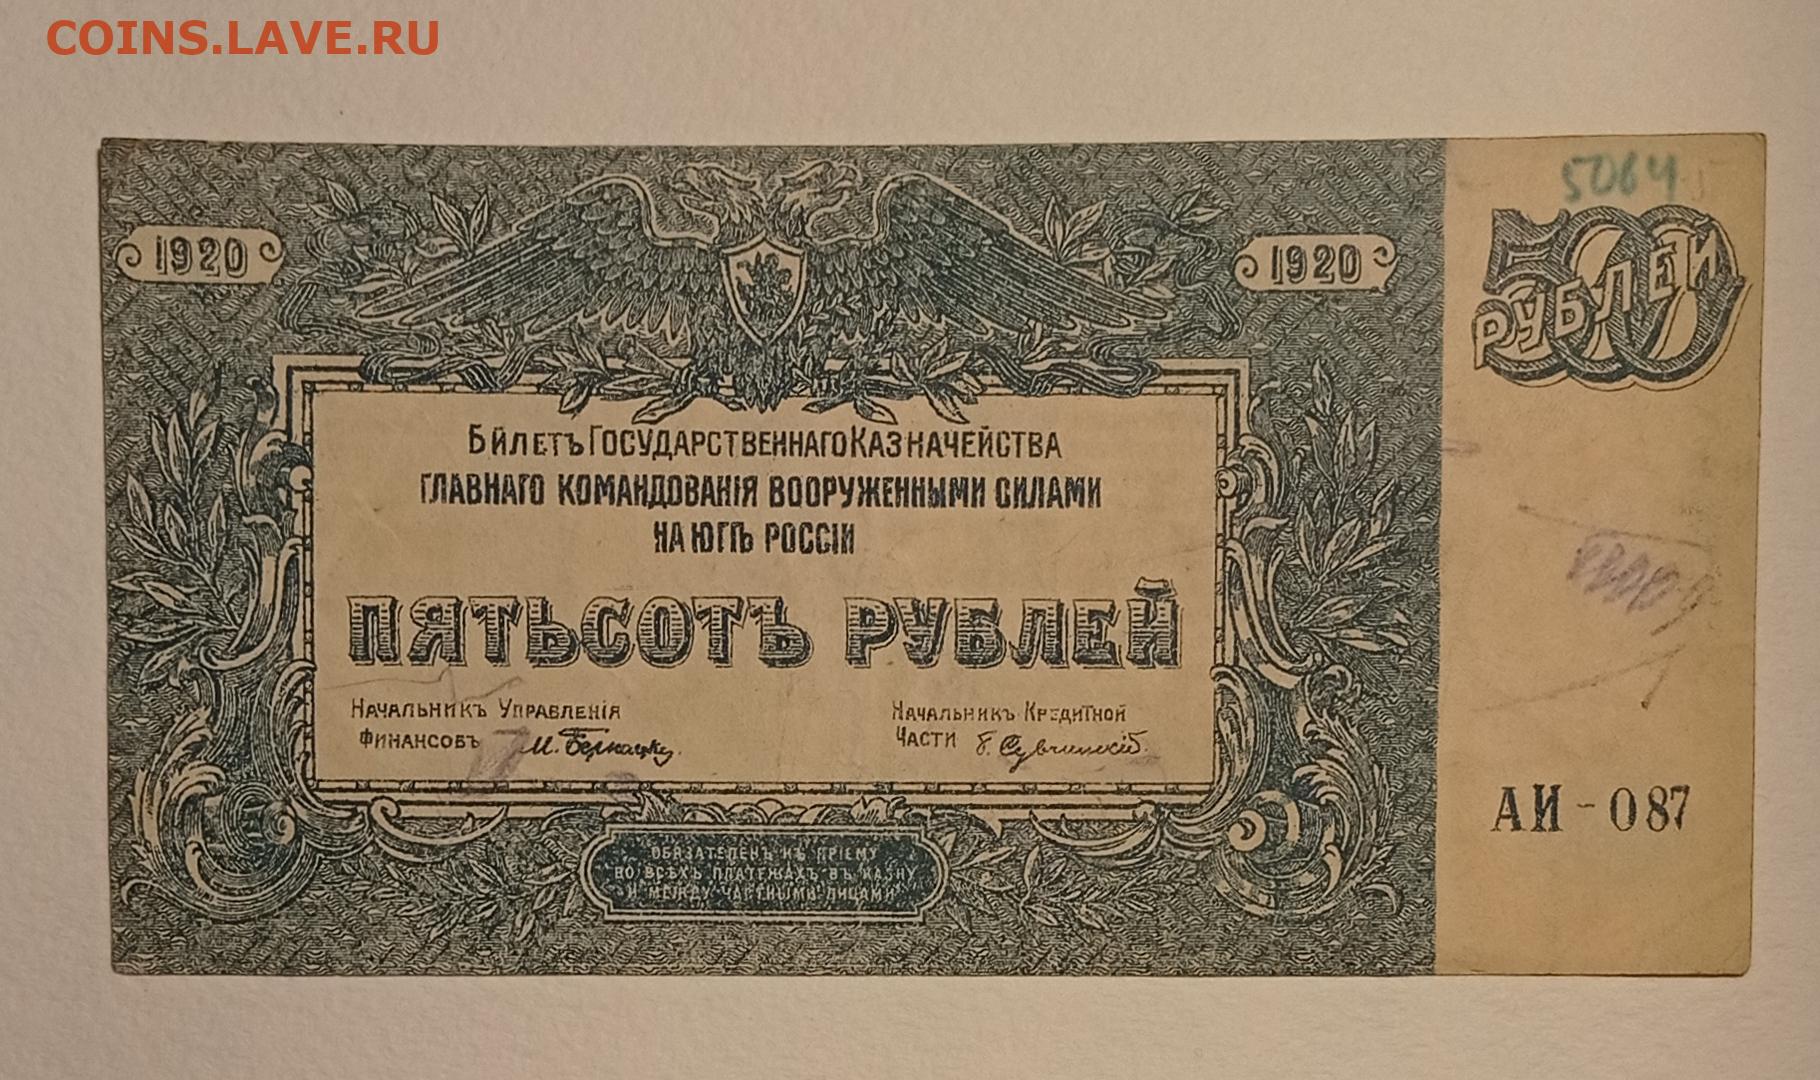 COINS.LAVE.RU
5064
1920
1920
500
РУБЛЕЙ
БИЛЕТЪ ГОСУДАРСТВЕННАГО КАЗНАЧЕЙСТВА
ГЛАВНАГО КОМАНДОВАНІЯ ВООРУЖЕННЫМИ СИЛАМИ
НА ЮГѢ РОССІИ
ПЯТЬСОТЪ РУБЛЕЙ
НАЧАЛЬНИКЪ УПРАВЛЕНІЯ
ФИНАНСОВЪ
НАЧАЛЬНИКЪ КРЕДИТНОЙ
ЧАСТИ
АИ - 087
ОБЯЗАТЕЛЕНЪ КЪ ПРІЕМУ
ВО ВСѢХЪ ПЛАТЕЖАХЪ ВЪ КАЗНУ
И МЕЖДУ ЧАСТНЫМИ ЛИЦАМИ